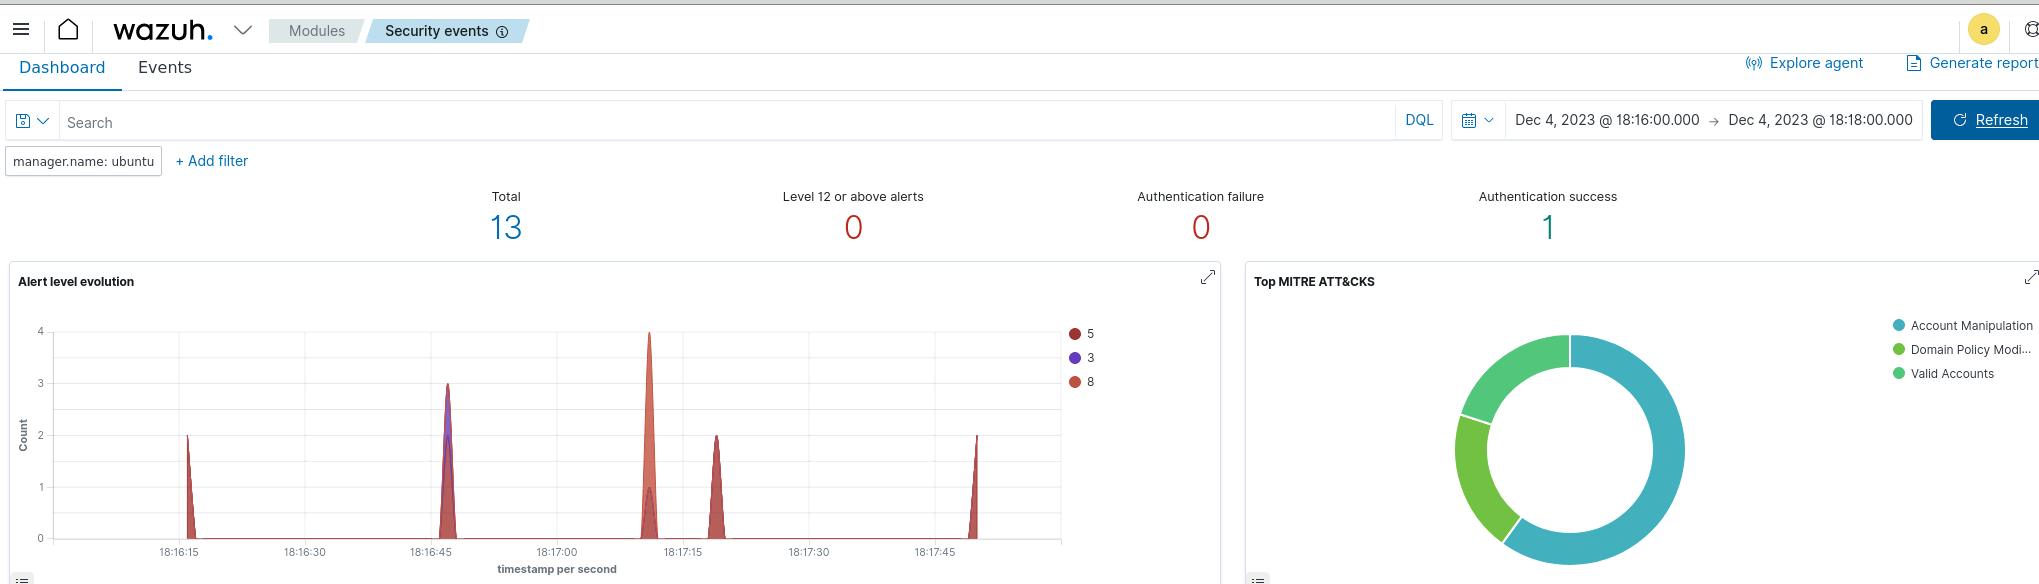 wazuh. Modules Security events a
Dashboard Events Explore agent Generate report
Search DQL Dec 4, 2023 @ 18:16:00.000 → Dec 4, 2023 @ 18:18:00.000 Refresh
manager.name: ubuntu + Add filter
Total Level 12 or above alerts Authentication failure Authentication success
13 0 0 1
Alert level evolution
4
3
2
1
0
Count
18:16:15 18:16:30 18:16:45 18:17:00 18:17:15 18:17:30 18:17:45
timestamp per second
5
3
8
Top MITRE ATT&CKS
Account Manipulation
Domain Policy Modi...
Valid Accounts